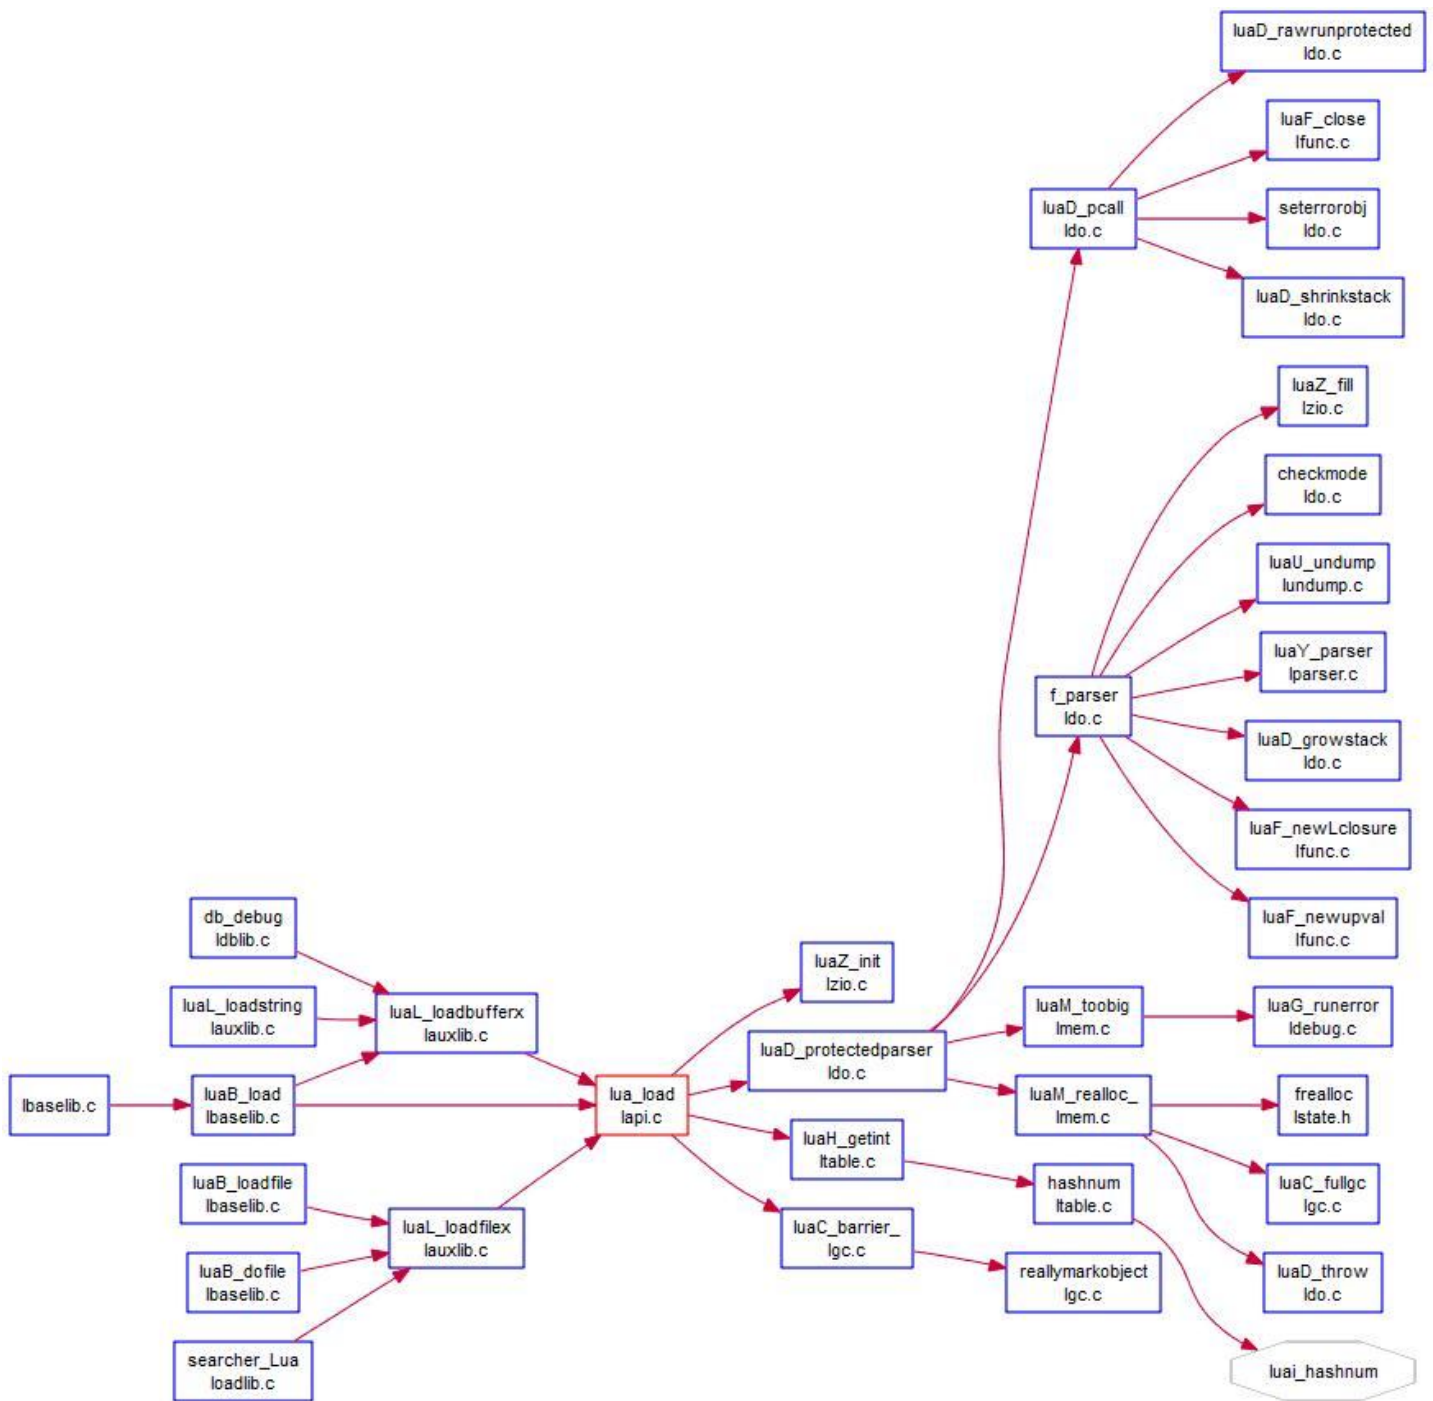 luaD_rawrunprotected
ldo.c
luaF_close
lfunc.c
luaD_pcall
ldo.c
seterrorobj
ldo.c
luaD_shrinkstack
ldo.c
luaZ_fill
lzio.c
checkmode
ldo.c
luaU_undump
lundump.c
luaY_parser
lparser.c
f_parser
ldo.c
luaD_growstack
ldo.c
luaF_newLclosure
lfunc.c
db_debug
ldblib.c
luaF_newupval
lfunc.c
luaZ_init
lzio.c
luaL_loadstring
lauxlib.c
luaL_loadbufferx
lauxlib.c
luaM_toobig
lmem.c
luaG_runerror
ldebug.c
luaD_protectedparser
ldo.c
lbaselib.c
luaB_load
lbaselib.c
lua_load
lapi.c
luaM_realloc_
lmem.c
frealloc
lstate.h
luaH_getint
ltable.c
luaB_loadfile
lbaselib.c
hashnum
ltable.c
luaC_fullgc
lgc.c
luaL_loadfilex
lauxlib.c
luaC_barrier_
lgc.c
luaB_dofile
lbaselib.c
reallymarkobject
lgc.c
luaD_throw
ldo.c
searcher_Lua
loadlib.c
luai_hashnum